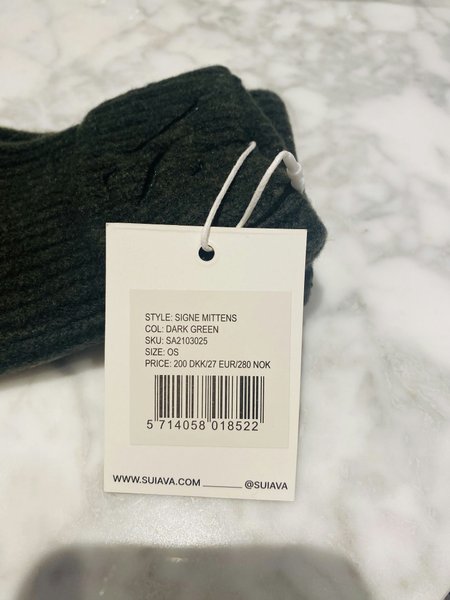 STYLE: SIGNE MITTENS
COL: DARK GREEN
SKU: SA2103025
SIZE: OS
PRICE: 200 DKK/27 EUR/280 NOK
5 714058 018522
WWW.SUIAVA.COM ______ @SUIAVA